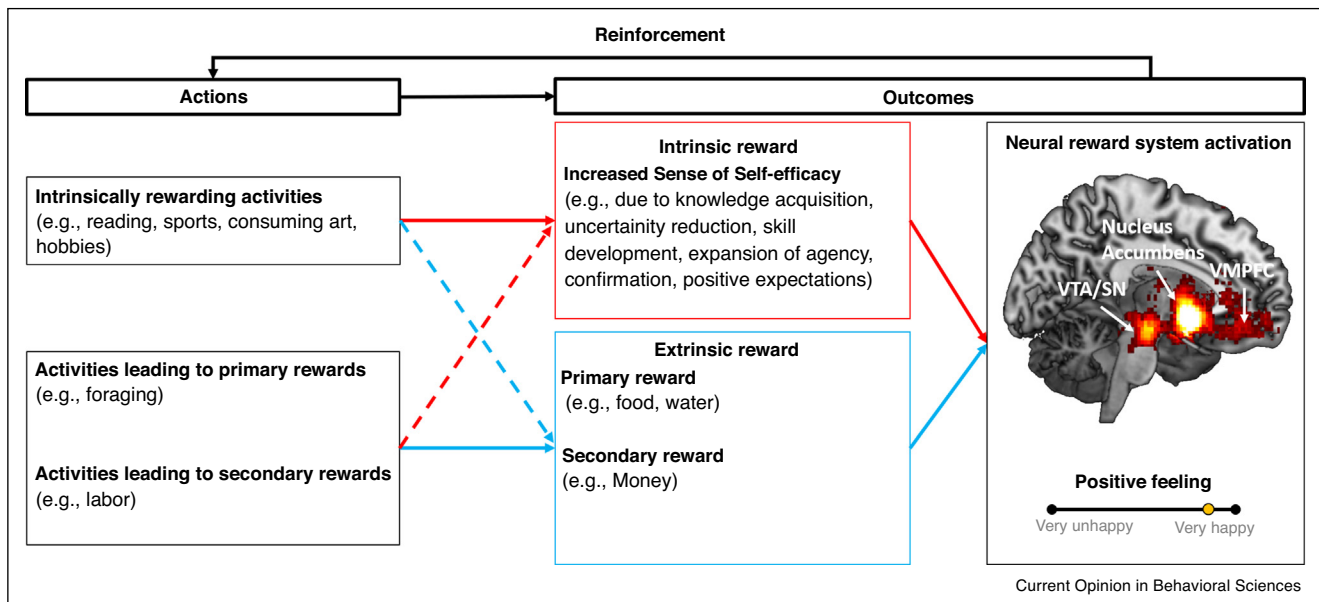 Reinforcement
Actions
Outcomes
Intrinsically rewarding activities
(e.g., reading, sports, consuming art,
hobbies)
Activities leading to primary rewards
(e.g., foraging)
Activities leading to secondary rewards
(e.g., labor)
Intrinsic reward
Increased Sense of Self-efficacy
(e.g., due to knowledge acquisition,
uncertainity reduction, skill
development, expansion of agency,
confirmation, positive expectations)
Extrinsic reward
Primary reward
(e.g., food, water)
Secondary reward
(e.g., Money)
Neural reward system activation
Nucleus
Accumbens
VMPFC
VTA/SN
Positive feeling
Very unhappy
Very happy
Current Opinion in Behavioral Sciences